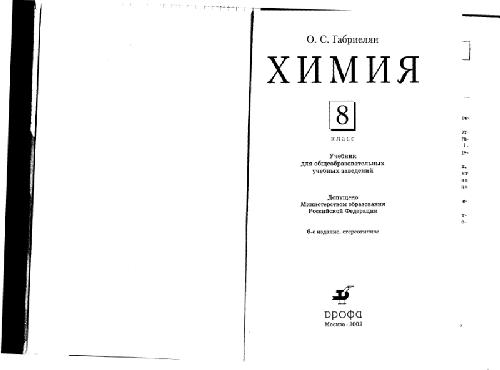 О. С. Габриелян
ХИМИЯ
8
класс
Учебник
для общеобразовательных
учебных заведений
Допущено
Министерством образования
Российской Федерации
6-е издание, стереотипное
дрофа
Москва · 2003